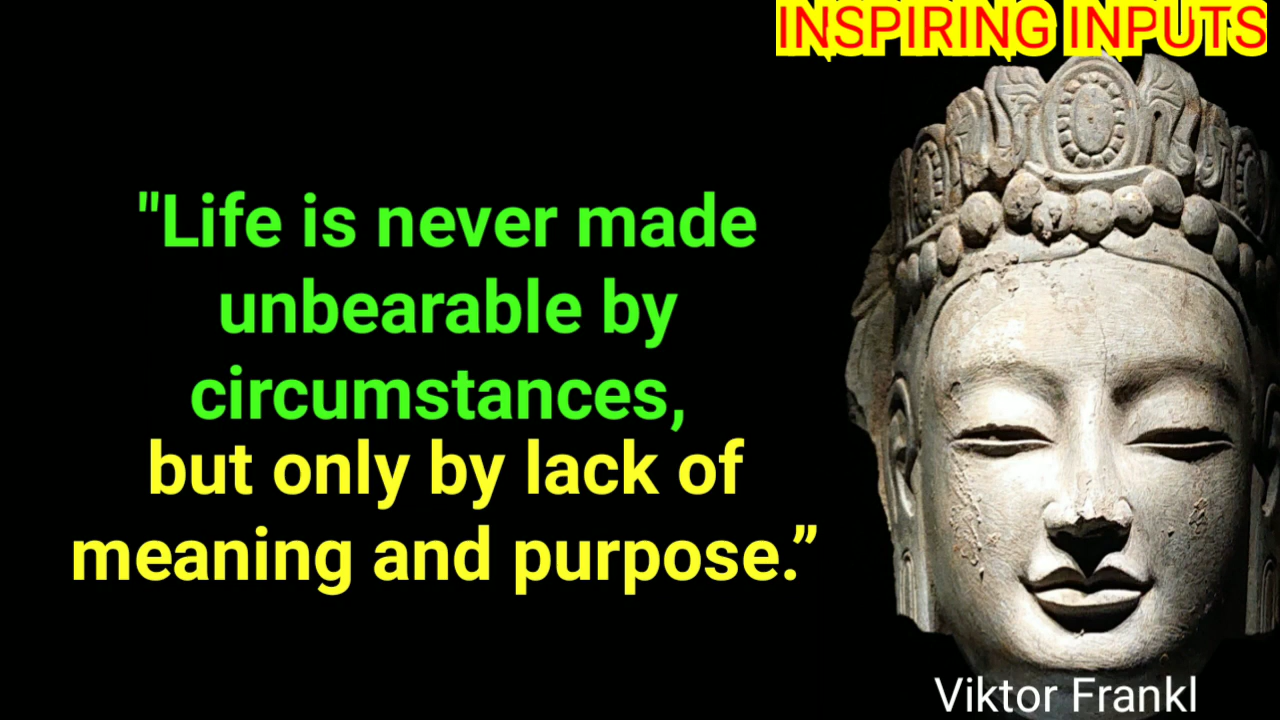 INSPIRING INPUTS
"Life is never made
unbearable by
circumstances,
but only by lack of
meaning and purpose.”
Viktor Frankl